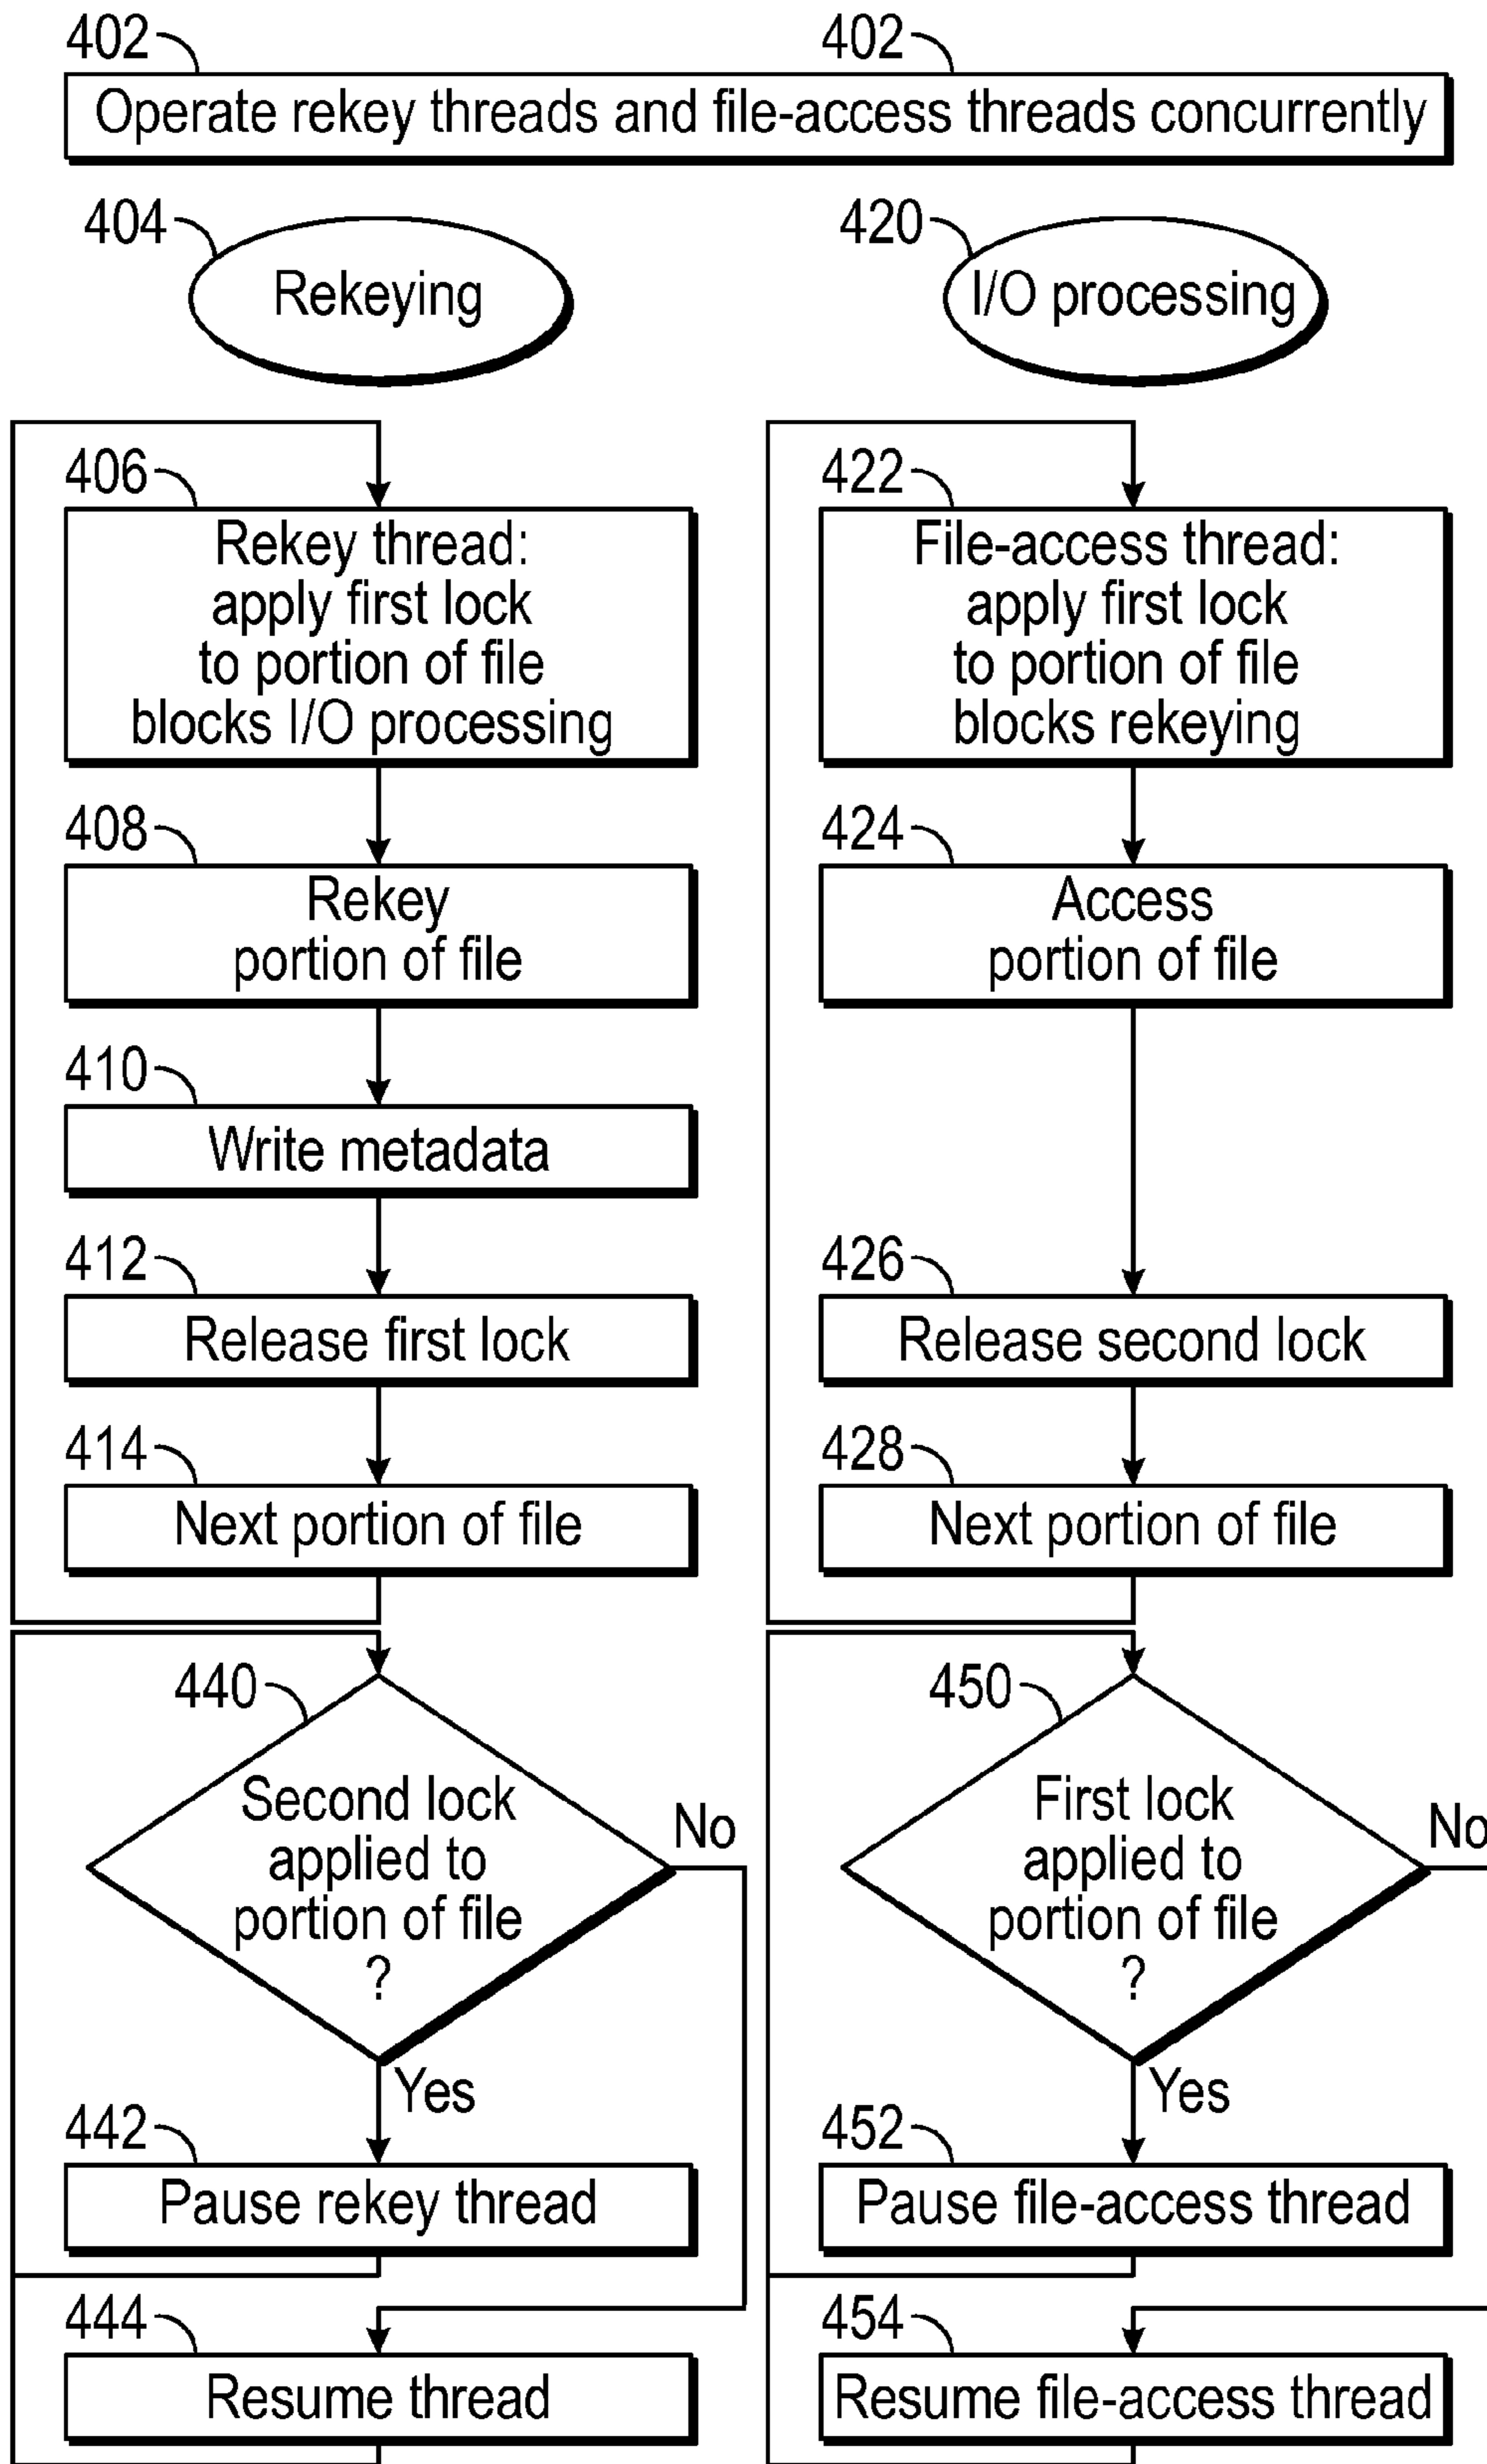 402
402
Operate rekey threads and file-access threads concurrently
404
Rekeying
420
I/O processing
406
Rekey thread:
apply first lock
to portion of file
blocks I/O processing
408
Rekey
portion of file
410
Write metadata
412
Release first lock
414
Next portion of file
422
File-access thread:
apply first lock
to portion of file
blocks rekeying
424
Access
portion of file
426
Release second lock
428
Next portion of file
440
Second lock
applied to
portion of file
?
No
Yes
442
Pause rekey thread
444
Resume thread
450
First lock
applied to
portion of file
?
No
Yes
452
Pause file-access thread
454
Resume file-access thread